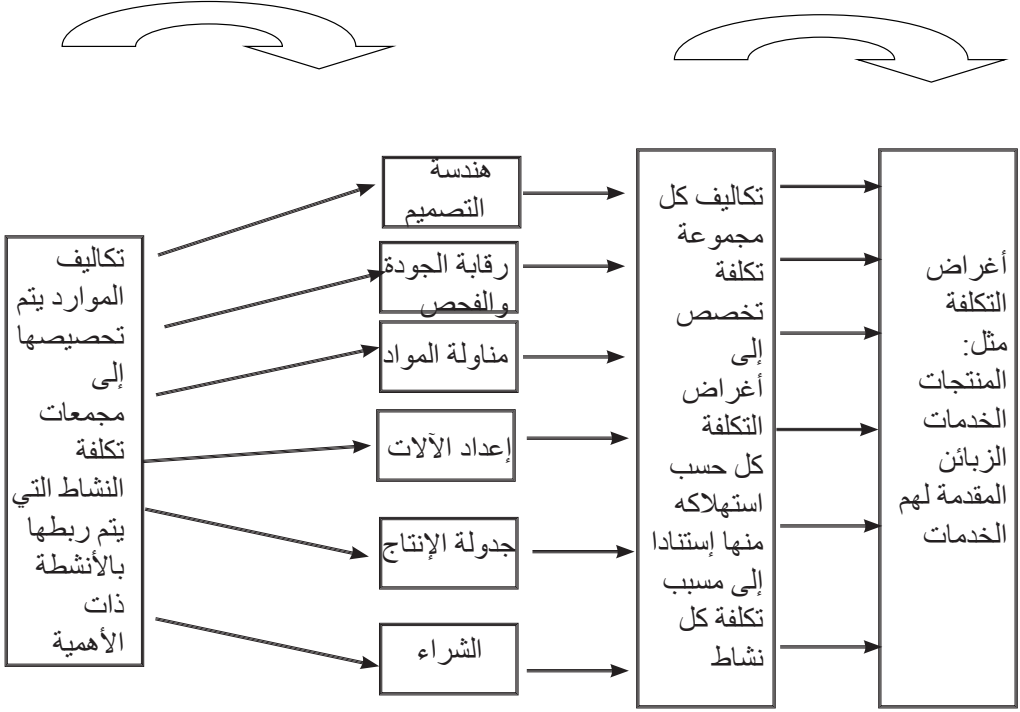 تكاليف
الموارد يتم
تحصيصها
إلى
مجمعات
تكلفة
النشاط التي
يتم ربطها
بالأنشطة
ذات
الأهمية
هندسة
التصميم
رقابة الجودة
والفحص
مناولة المواد
إعداد الآلات
جدولة الإنتاج
الشراء
تكاليف كل
مجموعة
تكلفة
تخصص
إلى
أغراض
التكلفة
كل حسب
استهلاكه
منها إستنادا
إلى مسبب
تكلفة كل
نشاط
أغراض
التكلفة
مثل:
المنتجات
الخدمات
الزبائن
المقدمة لهم
الخدمات